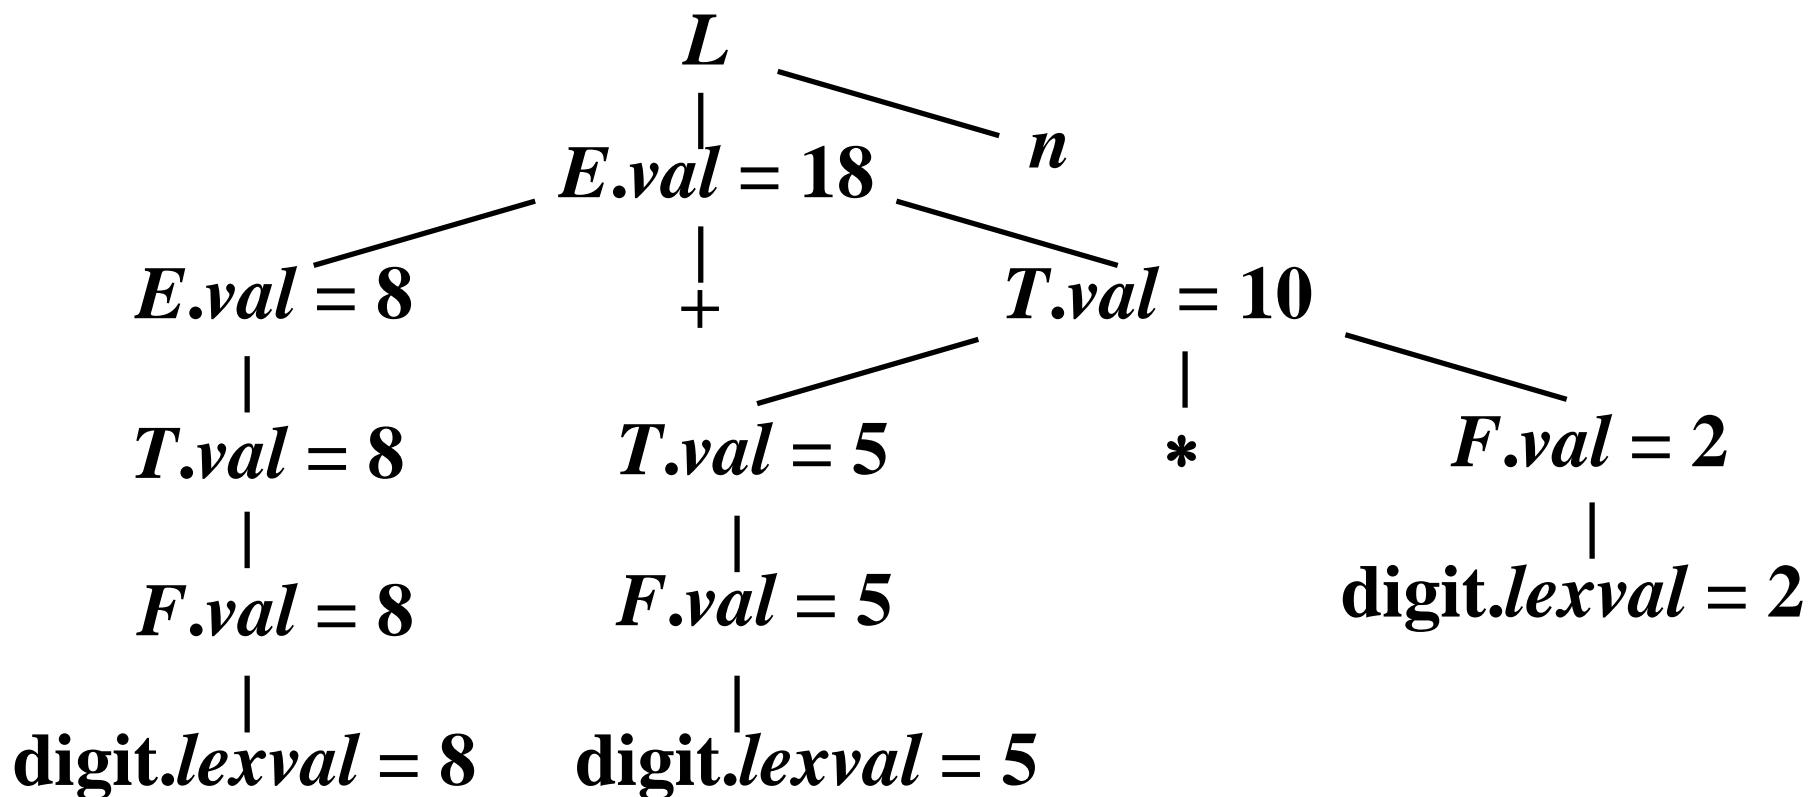 L
n
E.val = 18
E.val = 8
+
T.val = 10
T.val = 8
T.val = 5
*
F.val = 2
F.val = 8
F.val = 5
digit.lexval = 2
digit.lexval = 8
digit.lexval = 5